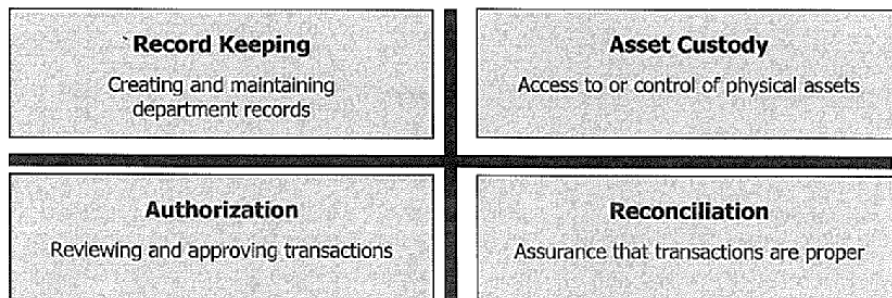 Record Keeping
Creating and maintaining
department records
Asset Custody
Access to or control of physical assets
Authorization
Reviewing and approving transactions
Reconciliation
Assurance that transactions are proper